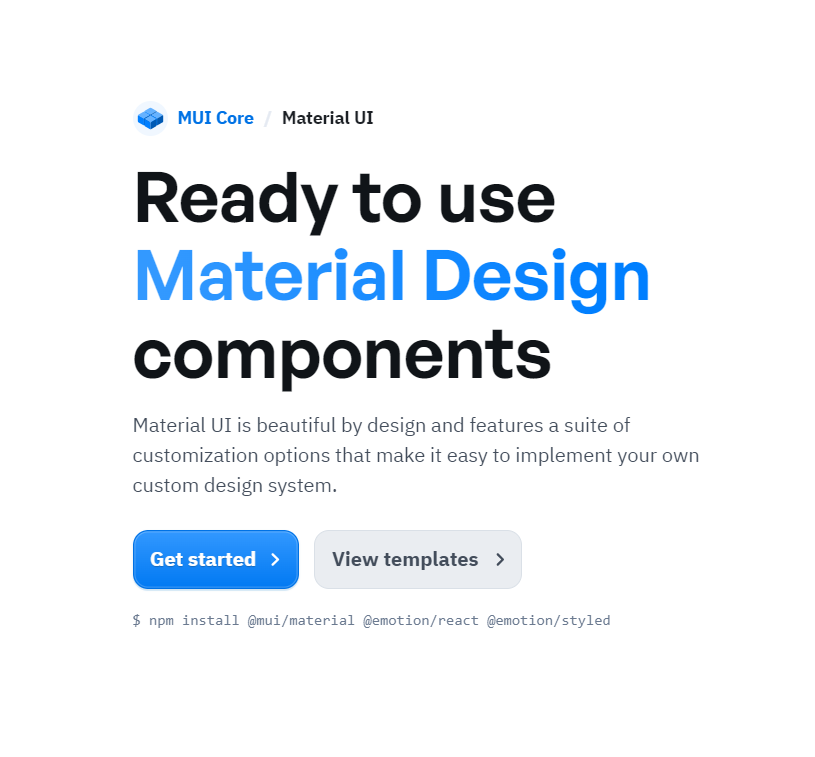 MUI Core / Material UI
Ready to use
Material Design
components
Material UI is beautiful by design and features a suite of
customization options that make it easy to implement your own
custom design system.
Get started
View templates
$ npm install @mui/material @emotion/react @emotion/styled